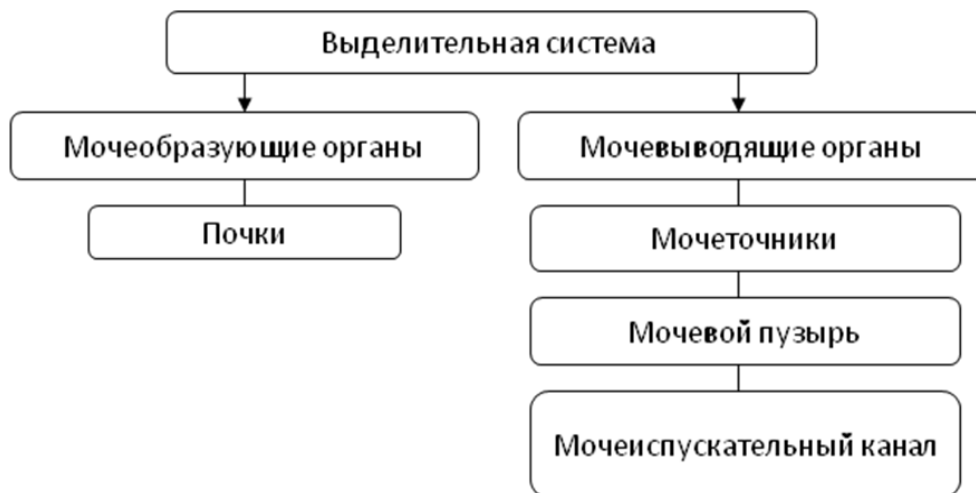 Выделительная система
Мочеобразующие органы
Мочевыводящие органы
Почки
Мочеточники
Мочевой пузырь
Мочеиспускательный канал